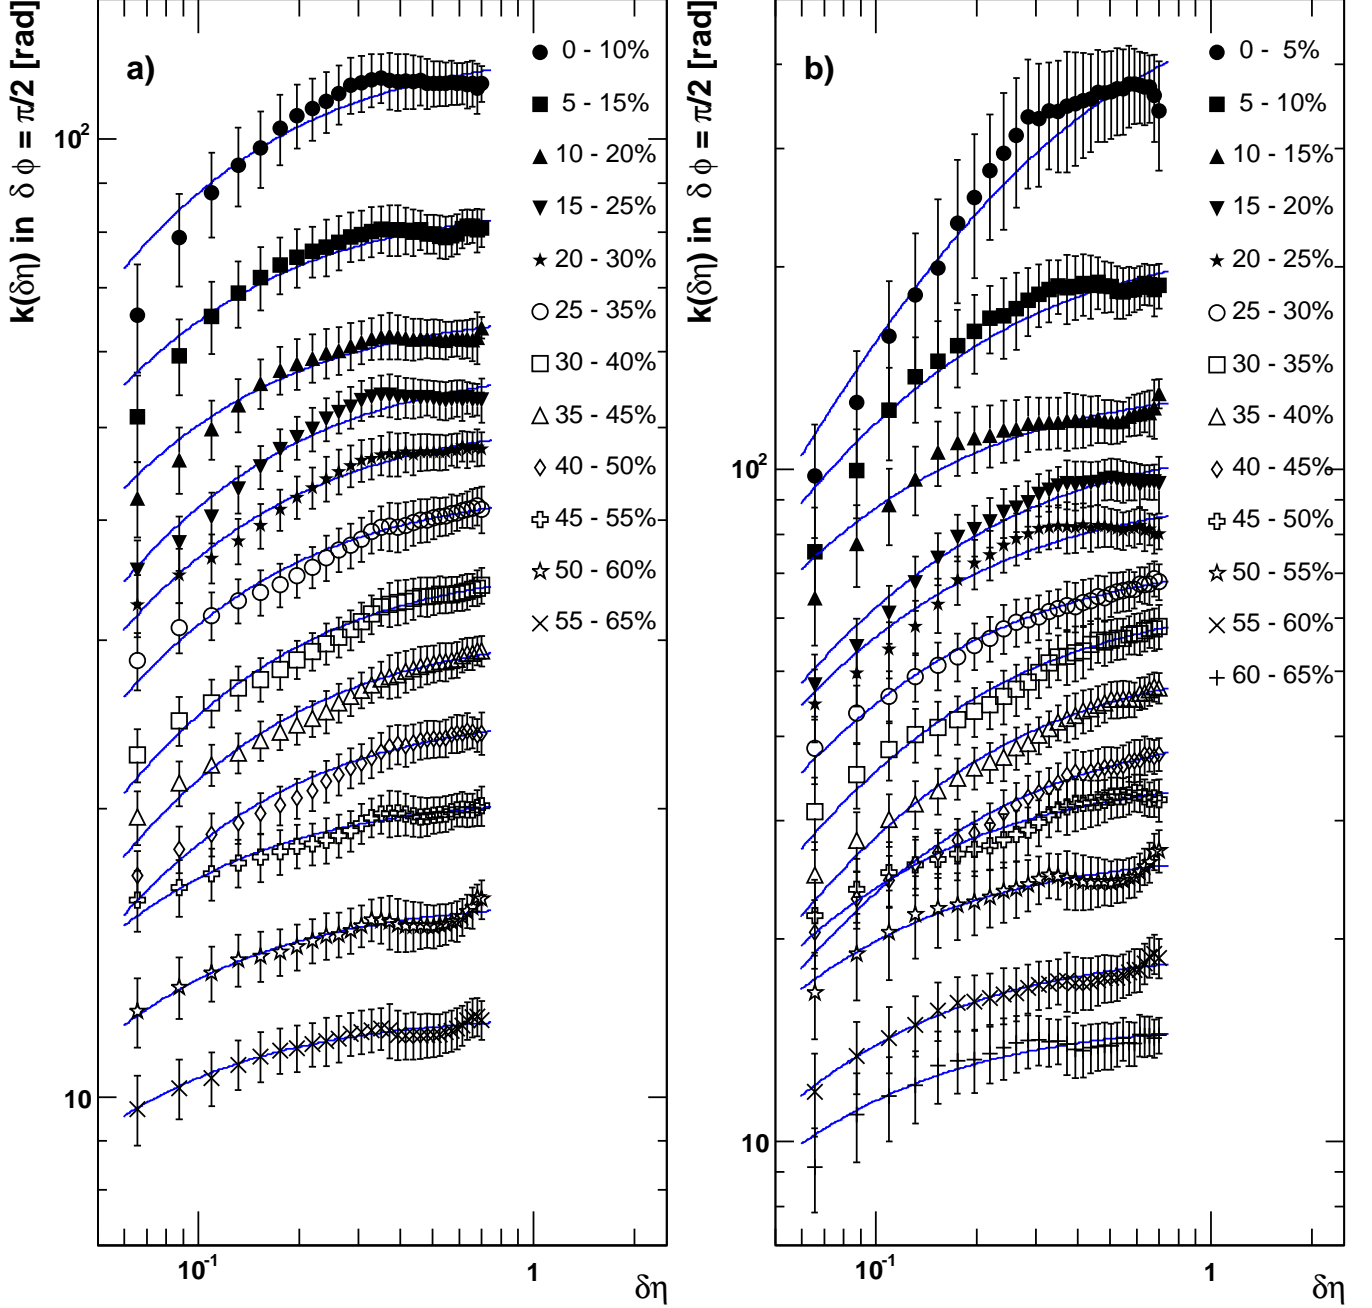 k(δη) in δ ϕ = π/2 [rad]
a)
0 - 10%
5 - 15%
10 - 20%
15 - 25%
20 - 30%
25 - 35%
30 - 40%
35 - 45%
40 - 50%
45 - 55%
50 - 60%
55 - 65%
10²
10
10⁻¹
1
δη
k(δη) in δ ϕ = π/2 [rad]
b)
0 - 5%
5 - 10%
10 - 15%
15 - 20%
20 - 25%
25 - 30%
30 - 35%
35 - 40%
40 - 45%
45 - 50%
50 - 55%
55 - 60%
60 - 65%
10²
10
10⁻¹
1
δη